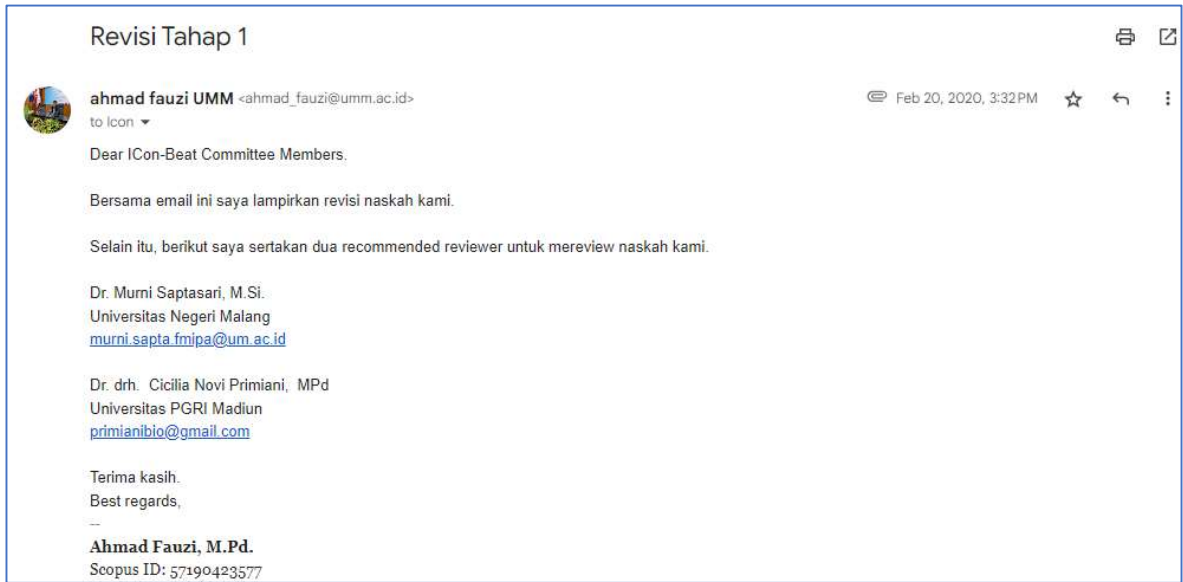 Revisi Tahap 1
ahmad fauzi UMM <ahmad_fauzi@umm.ac.id>
Feb 20, 2020, 3:32 PM
to Icon
Dear ICon-Beat Committee Members.
Bersama email ini saya lampirkan revisi naskah kami.
Selain itu, berikut saya sertakan dua recommended reviewer untuk mereview naskah kami.
Dr. Murni Saptasari, M.Si.
Universitas Negeri Malang
murni.sapta.fmipa@um.ac.id
Dr. drh. Cicilia Novi Primiani, MPd
Universitas PGRI Madiun
primianibio@gmail.com
Terima kasih.
Best regards,
--
Ahmad Fauzi, M.Pd.
Scopus ID: 57190423577